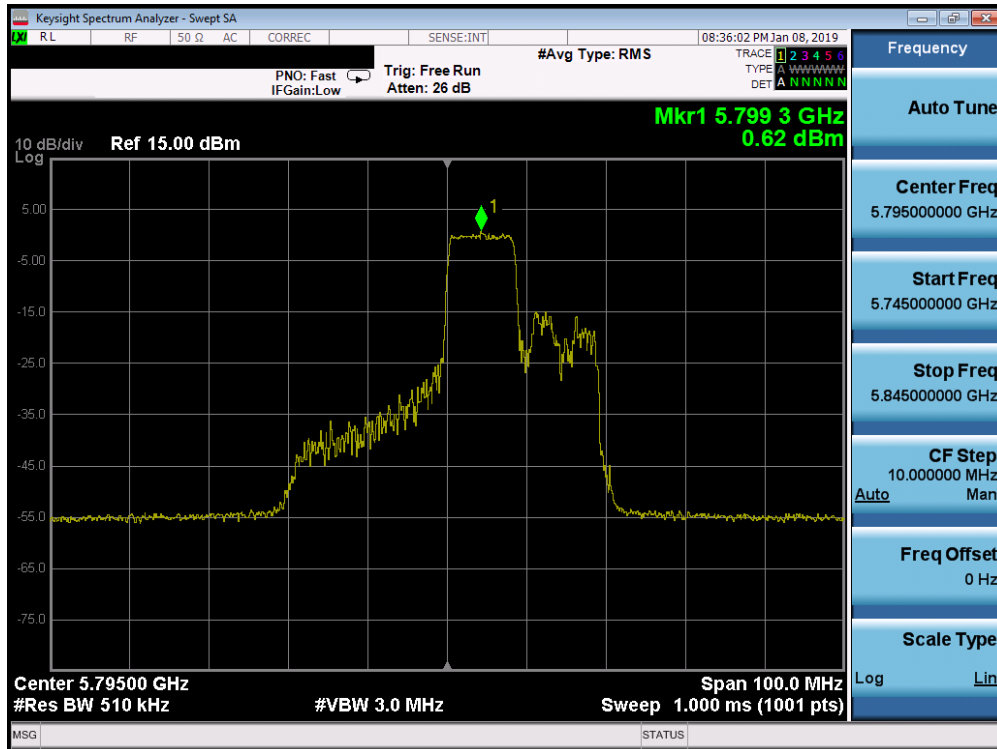 Keysight Spectrum Analyzer - Swept SA
LXI RL RF 50 Ω AC CORREC SENSE:INT 08:36:02 PM Jan 08, 2019
#Avg Type: RMS
TRACE 1 2 3 4 5 6
TYPE A WWWWW
DET A N N N N N
PNO: Fast
IFGain:Low
Trig: Free Run
Atten: 26 dB
Mkr1 5.799 3 GHz
0.62 dBm
10 dB/div
Log
Ref 15.00 dBm
1
5.00
-5.00
-15.0
-25.0
-35.0
-45.0
-55.0
-65.0
-75.0
Center 5.79500 GHz
Span 100.0 MHz
#Res BW 510 kHz
#VBW 3.0 MHz
Sweep 1.000 ms (1001 pts)
MSG
STATUS
Frequency
Auto Tune
Center Freq
5.795000000 GHz
Start Freq
5.745000000 GHz
Stop Freq
5.845000000 GHz
CF Step
10.000000 MHz
Auto Man
Freq Offset
0 Hz
Scale Type
Log Lin